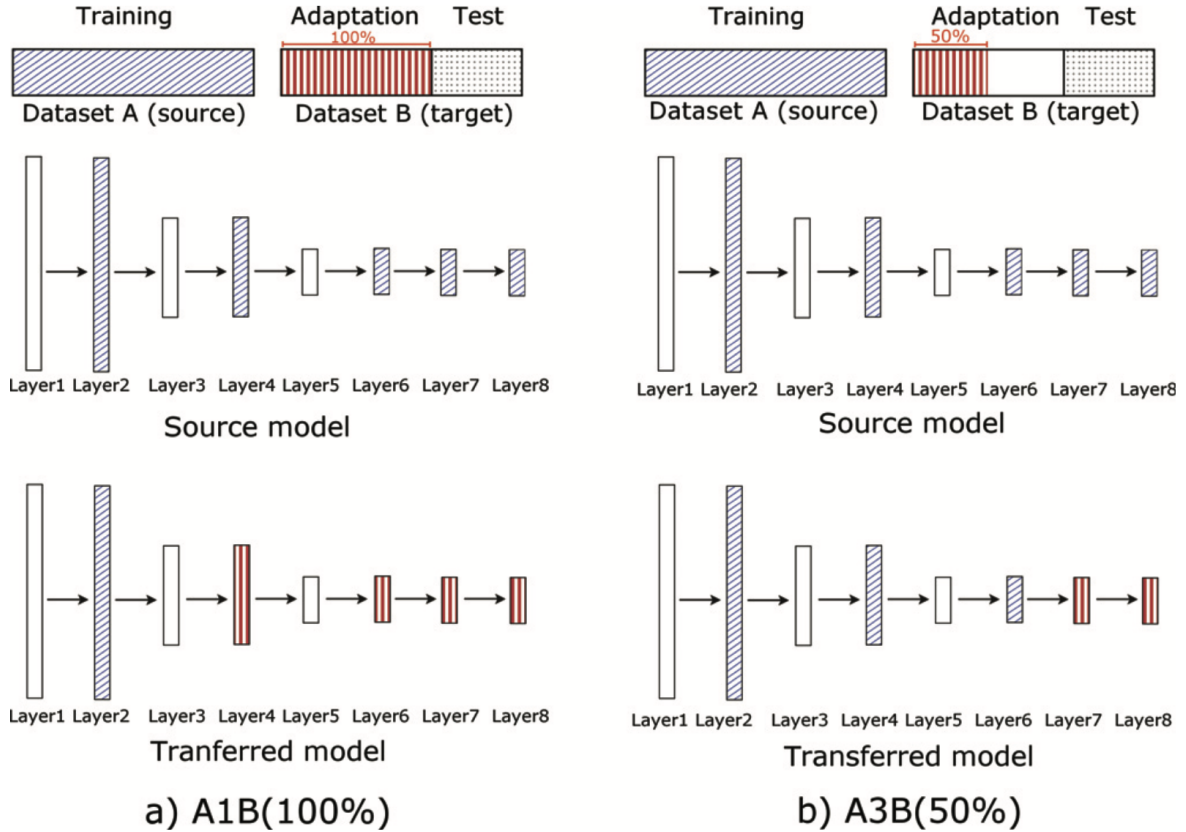 Training Adaptation Test
100%
Dataset A (source) Dataset B (target)
Layer1 Layer2 Layer3 Layer4 Layer5 Layer6 Layer7 Layer8
Source model
Layer1 Layer2 Layer3 Layer4 Layer5 Layer6 Layer7 Layer8
Tranferred model
a) A1B(100%)
Training Adaptation Test
50%
Dataset A (source) Dataset B (target)
Layer1 Layer2 Layer3 Layer4 Layer5 Layer6 Layer7 Layer8
Source model
Layer1 Layer2 Layer3 Layer4 Layer5 Layer6 Layer7 Layer8
Transferred model
b) A3B(50%)